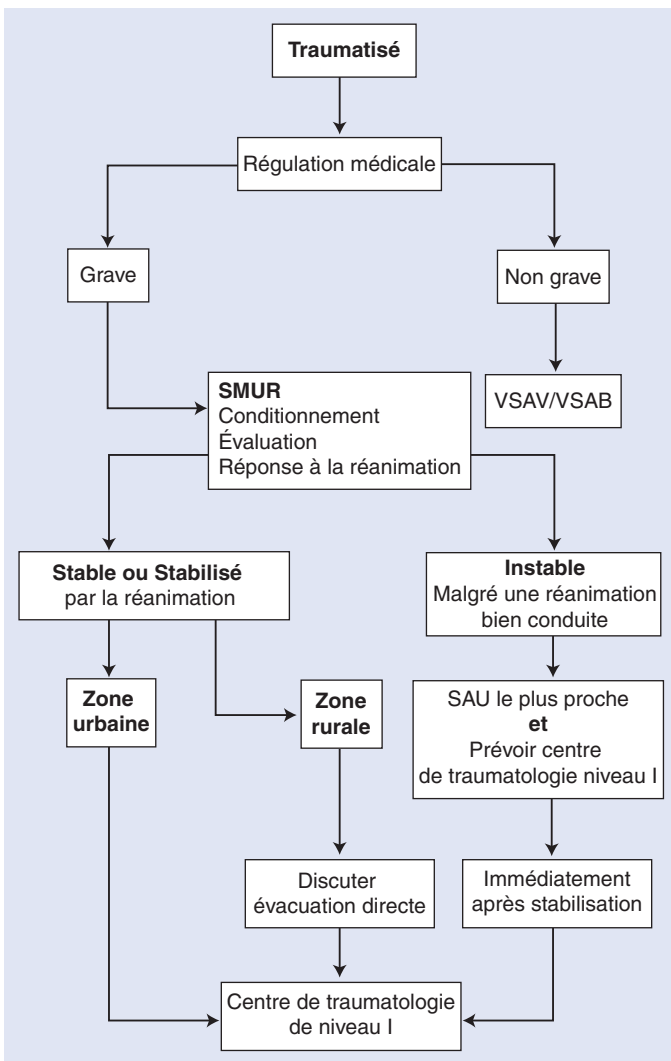 Traumatisé
Régulation médicale
Grave
Non grave
SMUR
Conditionnement
Évaluation
Réponse à la réanimation
VSAV/VSAB
Stable ou Stabilisé
par la réanimation
Instable
Malgré une réanimation
bien conduite
Zone
urbaine
Zone
rurale
SAU le plus proche
et
Prévoir centre
de traumatologie niveau I
Discuter
évacuation directe
Immédiatement
après stabilisation
Centre de traumatologie
de niveau I